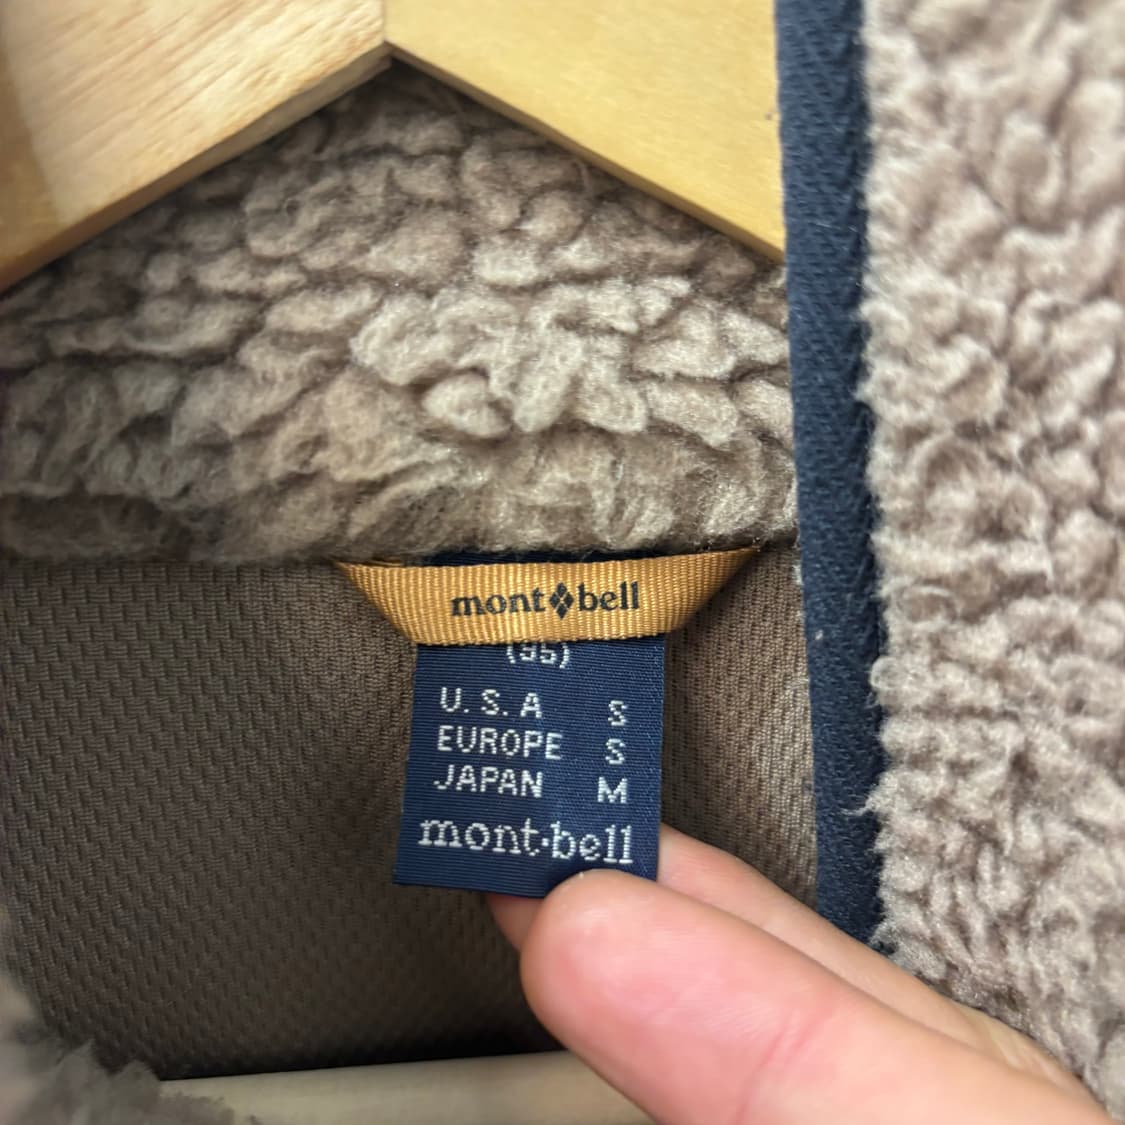 mont bell
(95)
U.S.A S
EUROPE S
JAPAN M
mont·bell